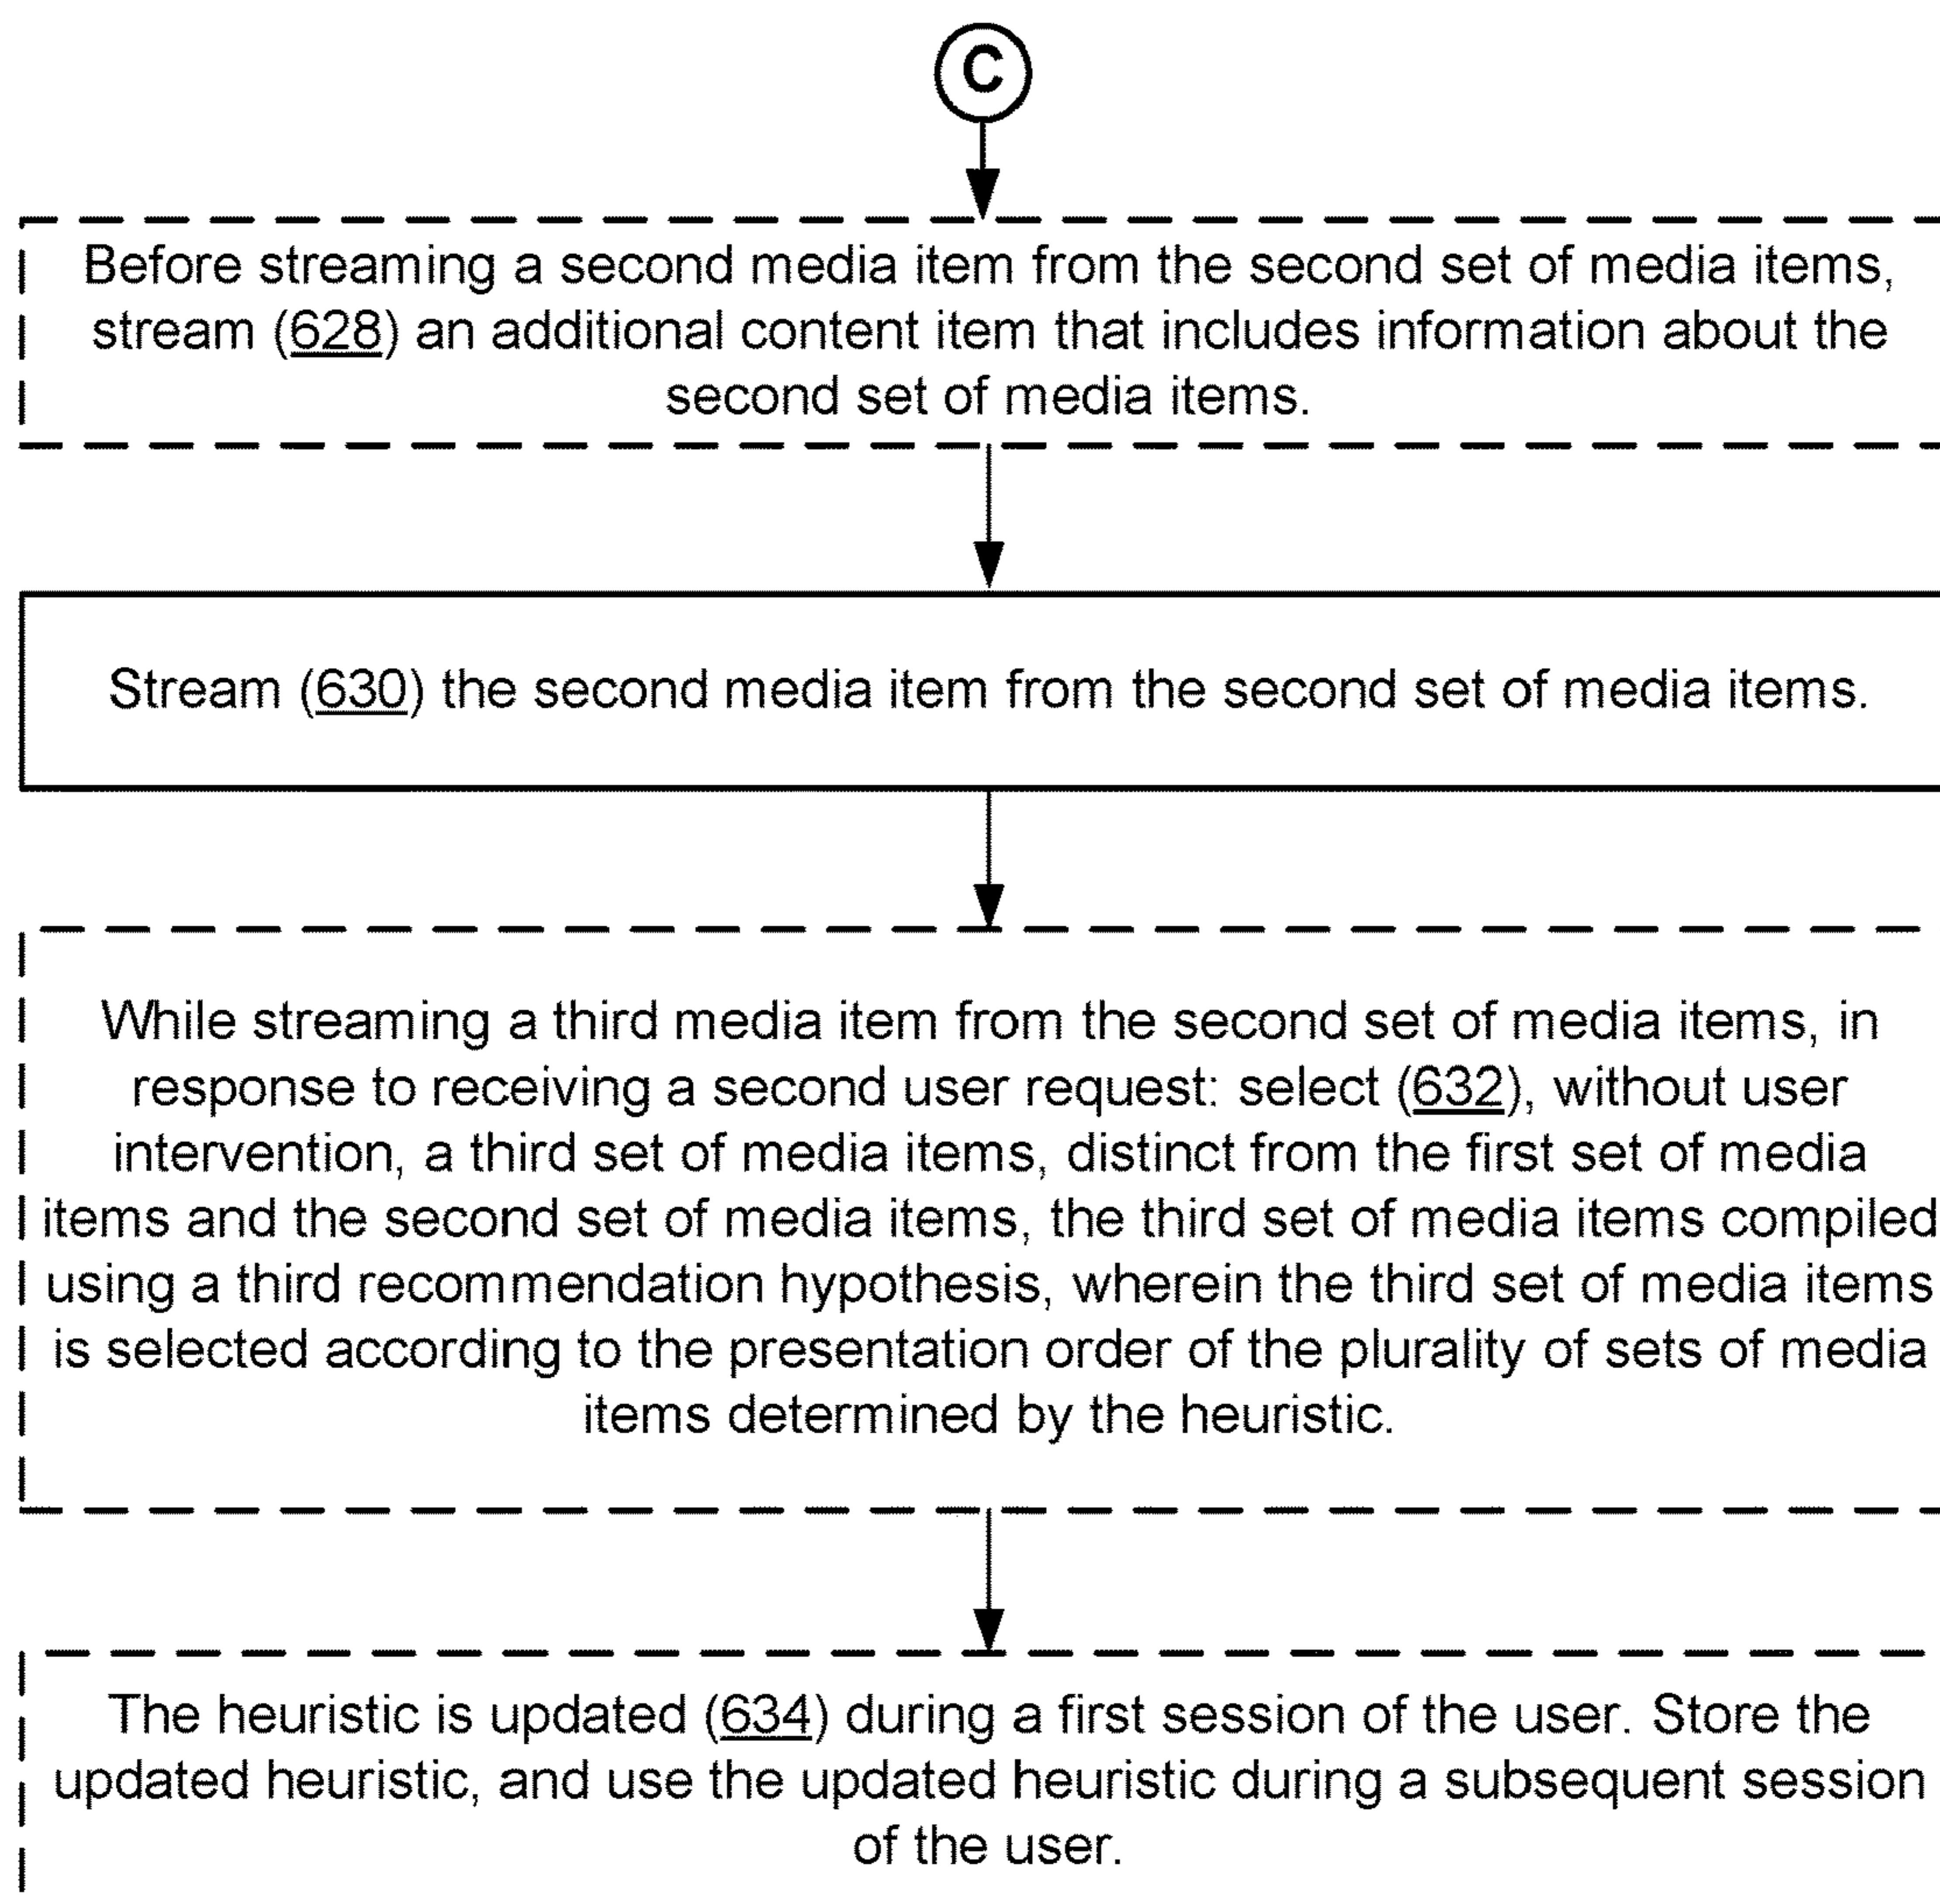 C
Before streaming a second media item from the second set of media items,
stream (628) an additional content item that includes information about the
second set of media items.
Stream (630) the second media item from the second set of media items.
While streaming a third media item from the second set of media items, in
response to receiving a second user request: select (632), without user
intervention, a third set of media items, distinct from the first set of media
items and the second set of media items, the third set of media items compiled
using a third recommendation hypothesis, wherein the third set of media items
is selected according to the presentation order of the plurality of sets of media
items determined by the heuristic.
The heuristic is updated (634) during a first session of the user. Store the
updated heuristic, and use the updated heuristic during a subsequent session
of the user.